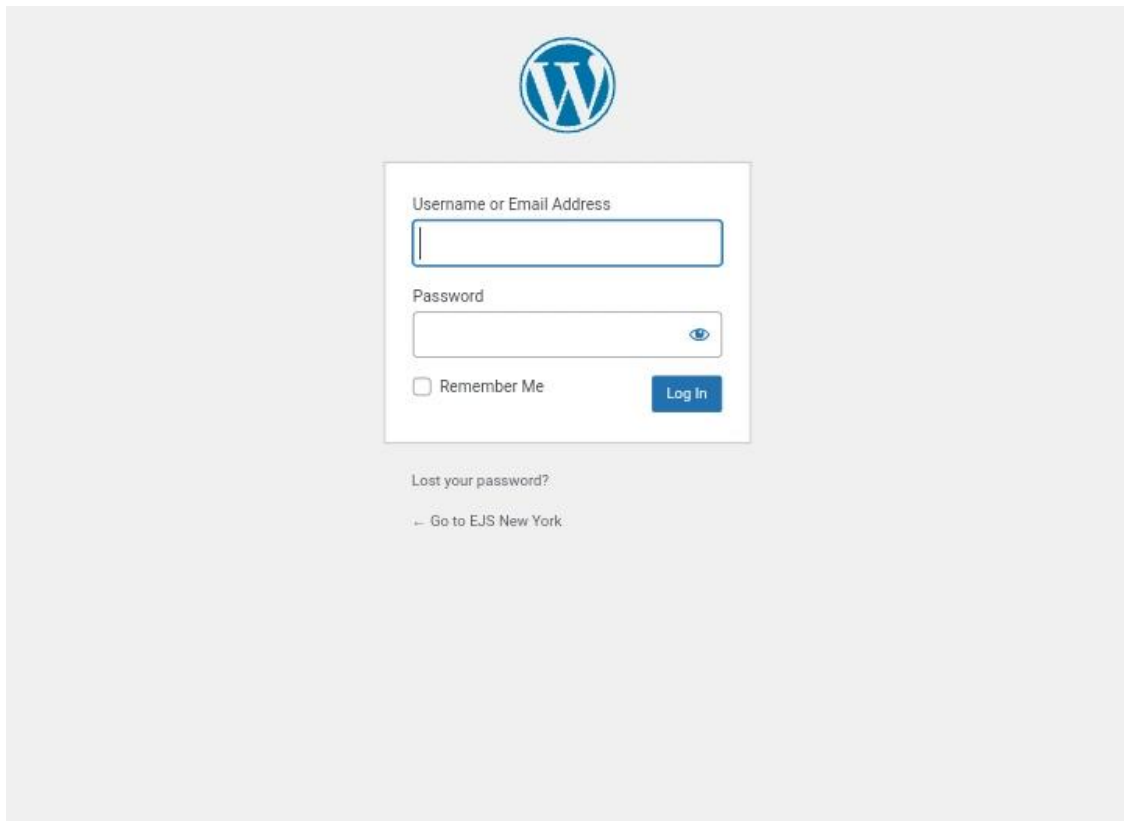 Username or Email Address
Password
Remember Me
Log In
Lost your password?
← Go to EJS New York